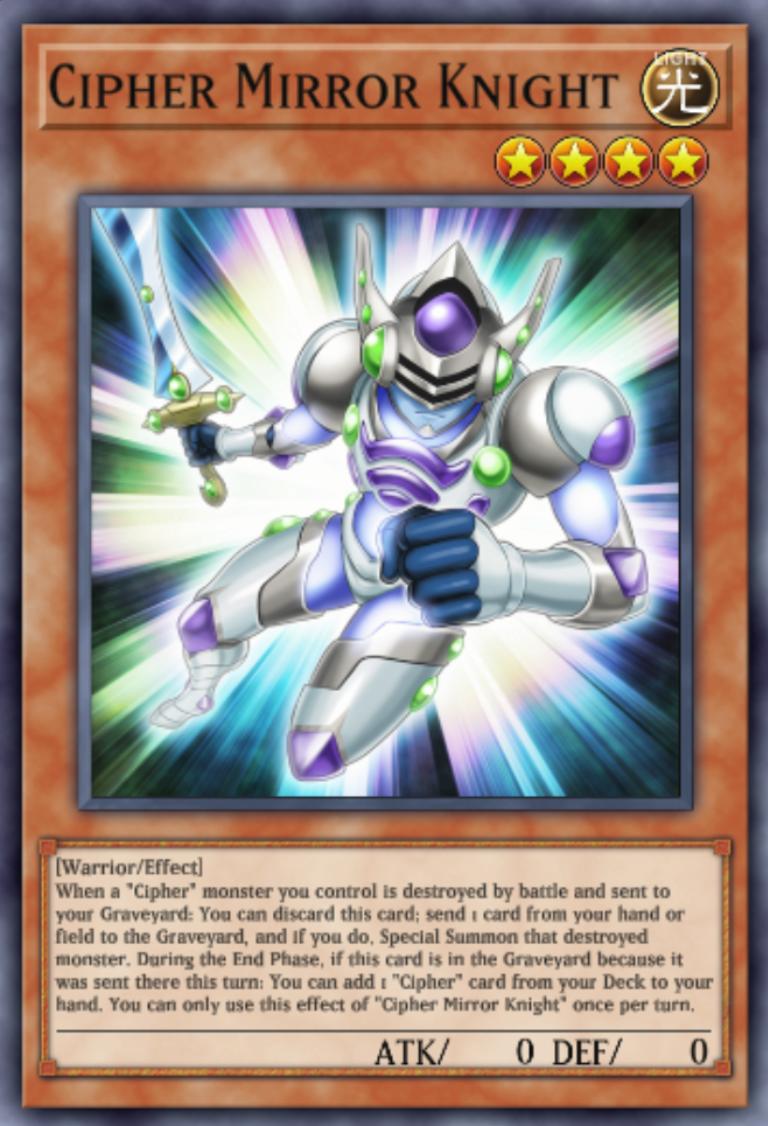 CIPHER MIRROR KNIGHT
LIGHT
光
[Warrior/Effect]
When a "Cipher" monster you control is destroyed by battle and sent to
your Graveyard: You can discard this card; send 1 card from your hand or
field to the Graveyard, and if you do, Special Summon that destroyed
monster. During the End Phase, if this card is in the Graveyard because it
was sent there this turn: You can add 1 "Cipher" card from your Deck to your
hand. You can only use this effect of "Cipher Mirror Knight" once per turn.
ATK/ 0 DEF/ 0